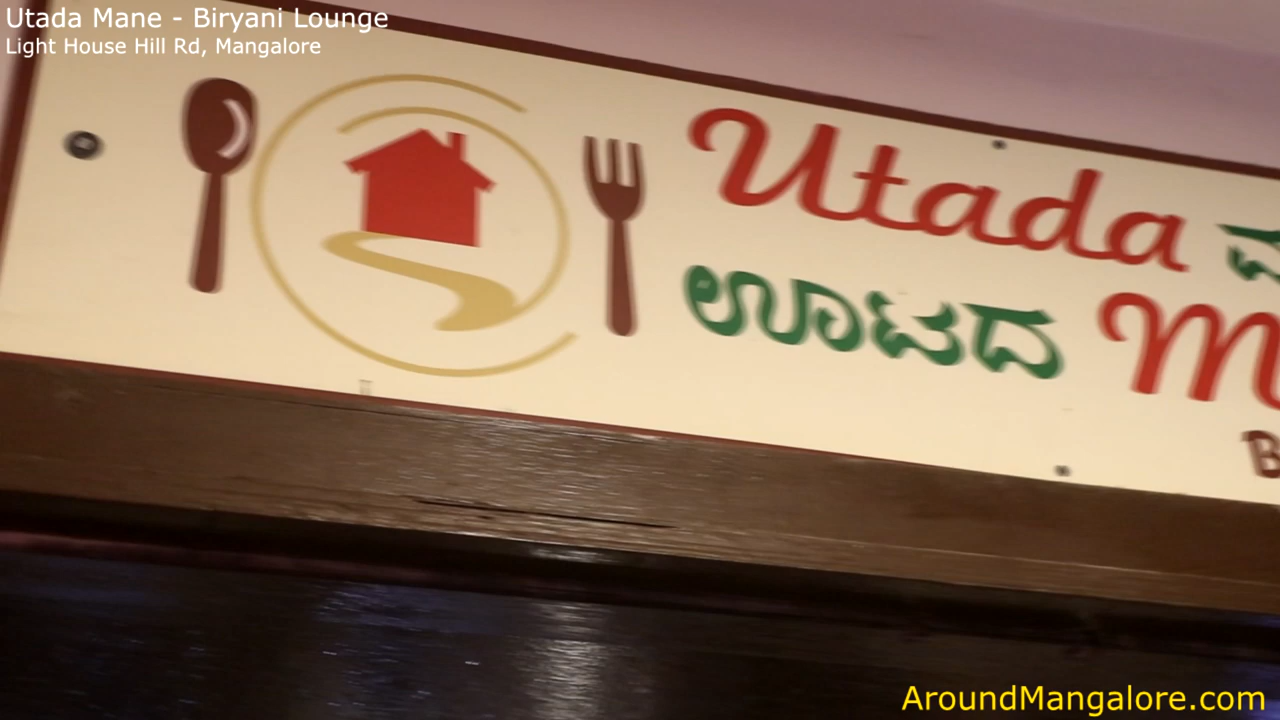 Utada Mane - Biryani Lounge
Light House Hill Rd, Mangalore
Utada
ಊಟದ
AroundMangalore.com